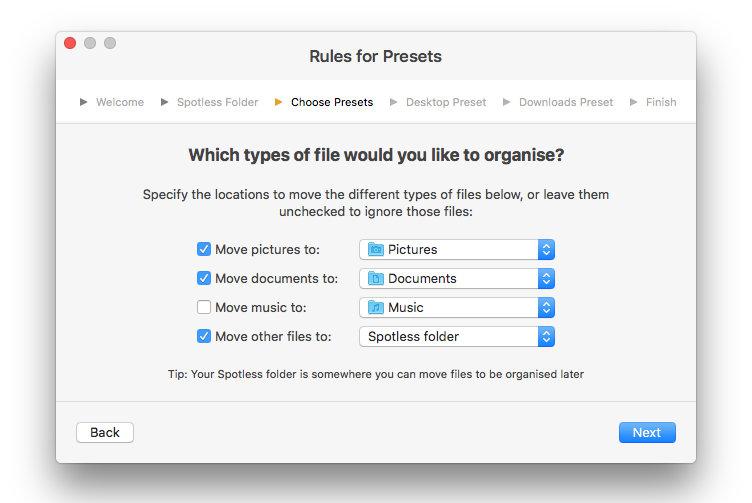 Rules for Presets
Welcome Spotless Folder Choose Presets Desktop Preset Downloads Preset Finish
Which types of file would you like to organise?
Specify the locations to move the different types of files below, or leave them
unchecked to ignore those files:
Move pictures to: Pictures
Move documents to: Documents
Move music to: Music
Move other files to: Spotless folder
Tip: Your Spotless folder is somewhere you can move files to be organised later
Back Next